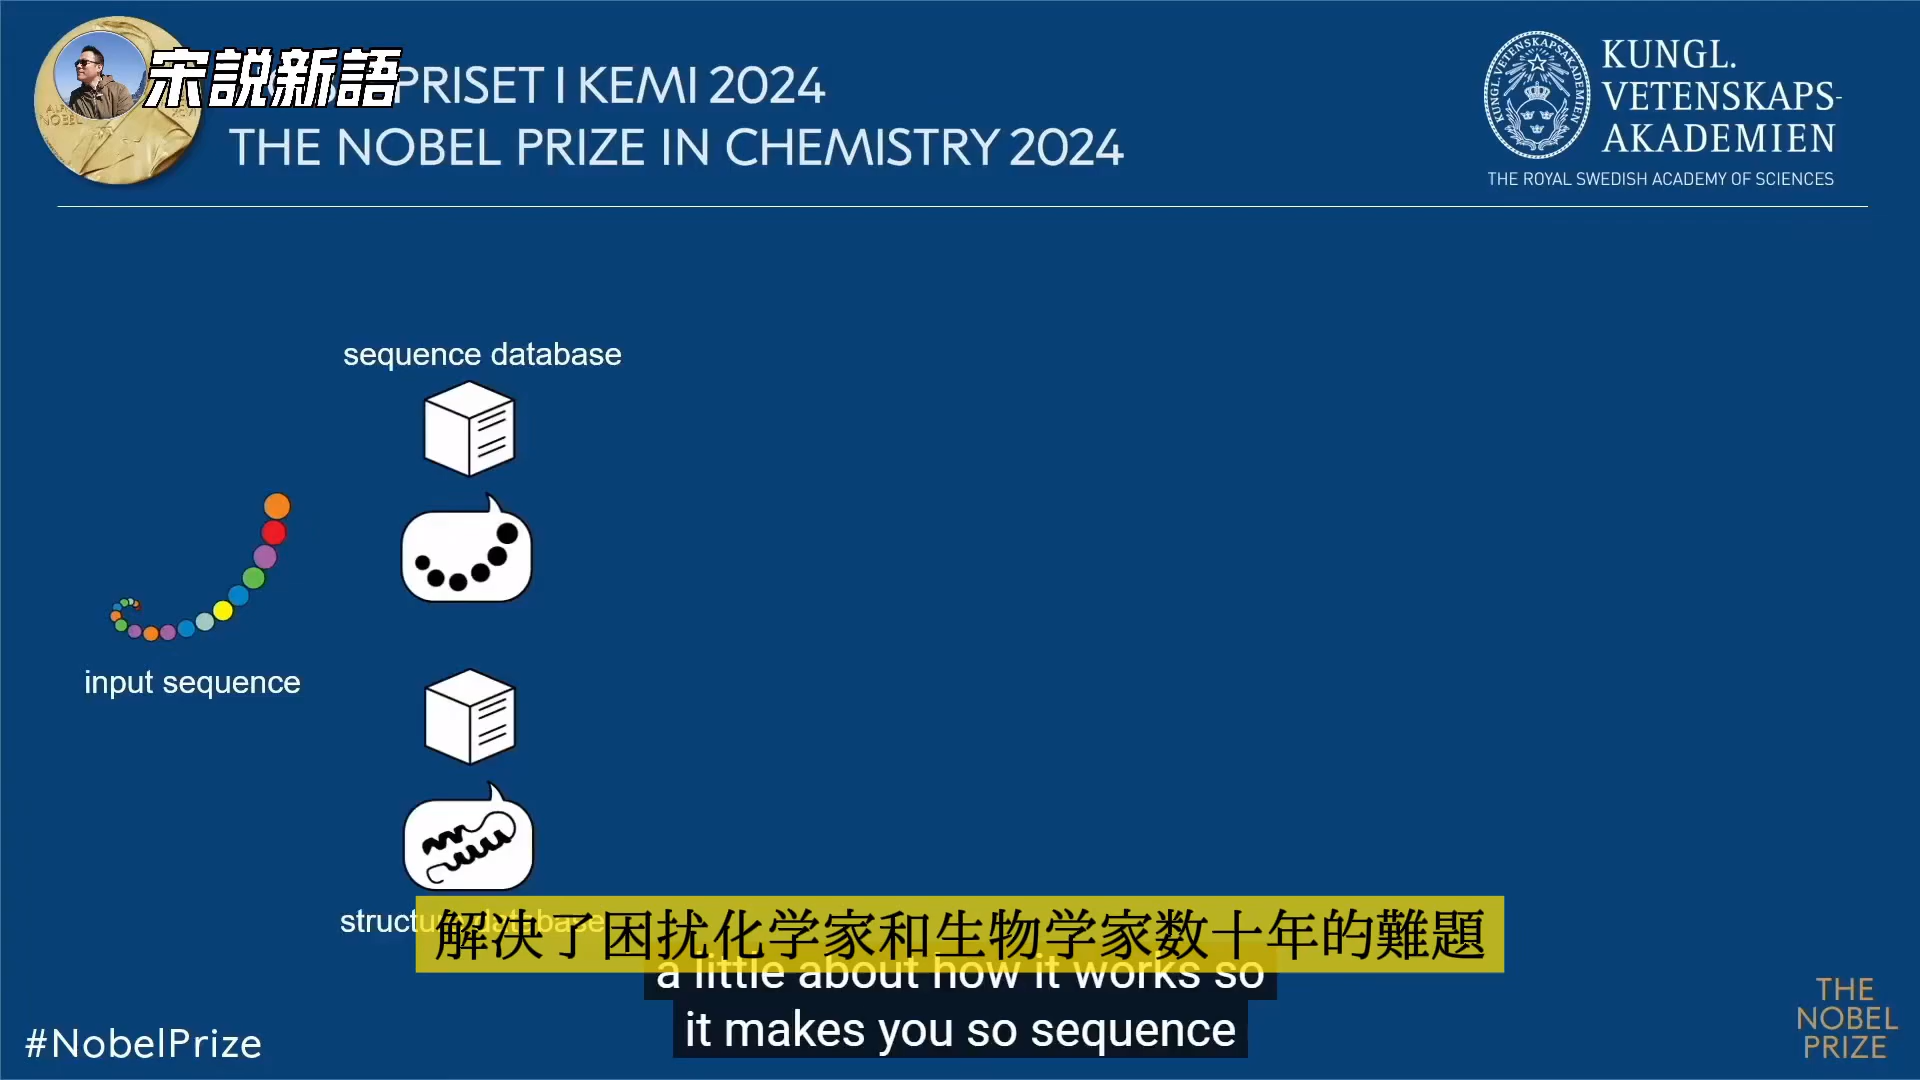 宋説新語
PRISET I KEMI 2024
THE NOBEL PRIZE IN CHEMISTRY 2024
KUNGL.
VETENSKAPS-
AKADEMIEN
THE ROYAL SWEDISH ACADEMY OF SCIENCES
sequence database
input sequence
structure database
解决了困扰化学家和生物学家数十年的難題
a little about how it works so
it makes you so sequence
#NobelPrize
THE
NOBEL
PRIZE